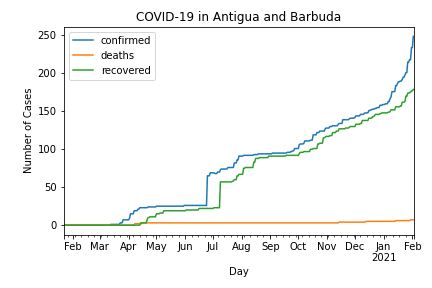 COVID-19 in Antigua and Barbuda
confirmed
deaths
recovered
250
200
150
100
50
0
Number of Cases
Feb Mar Apr May Jun Jul Aug Sep Oct Nov Dec Jan
2021
Day